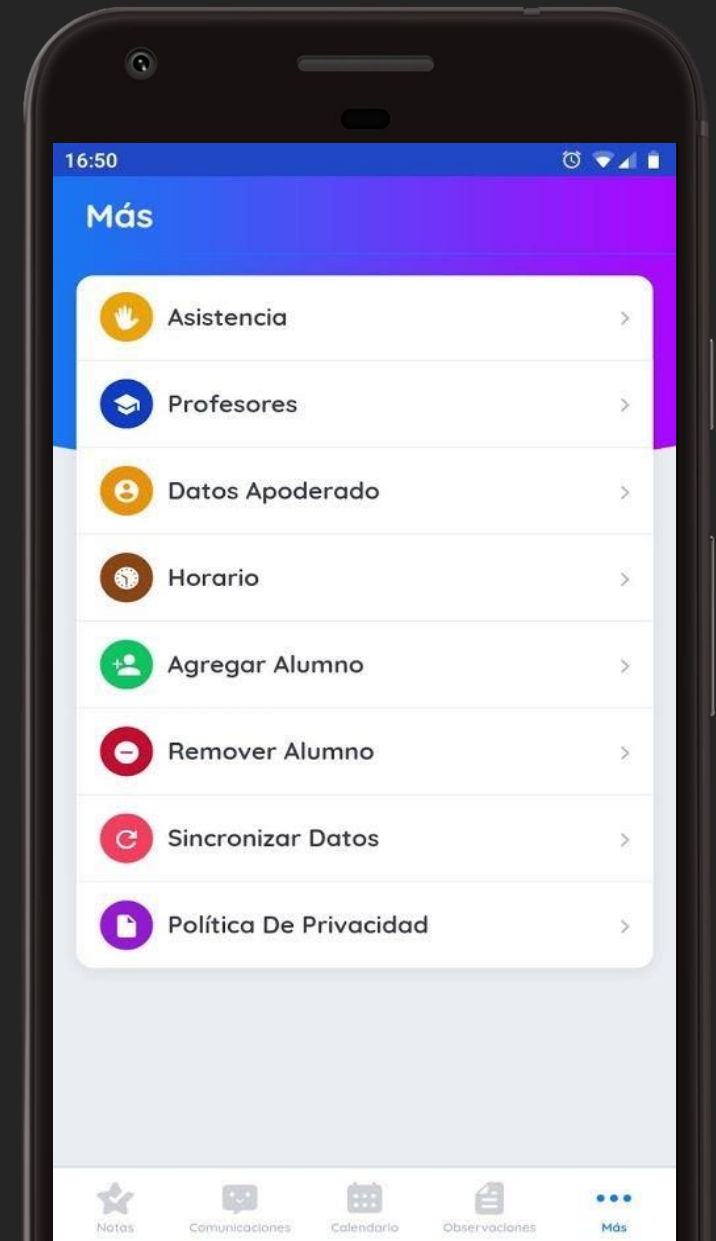 16:50
Más
Asistencia
Profesores
Datos Apoderado
Horario
Agregar Alumno
Remover Alumno
Sincronizar Datos
Política De Privacidad
Notas
Comunicaciones
Calendario
Observaciones
Más